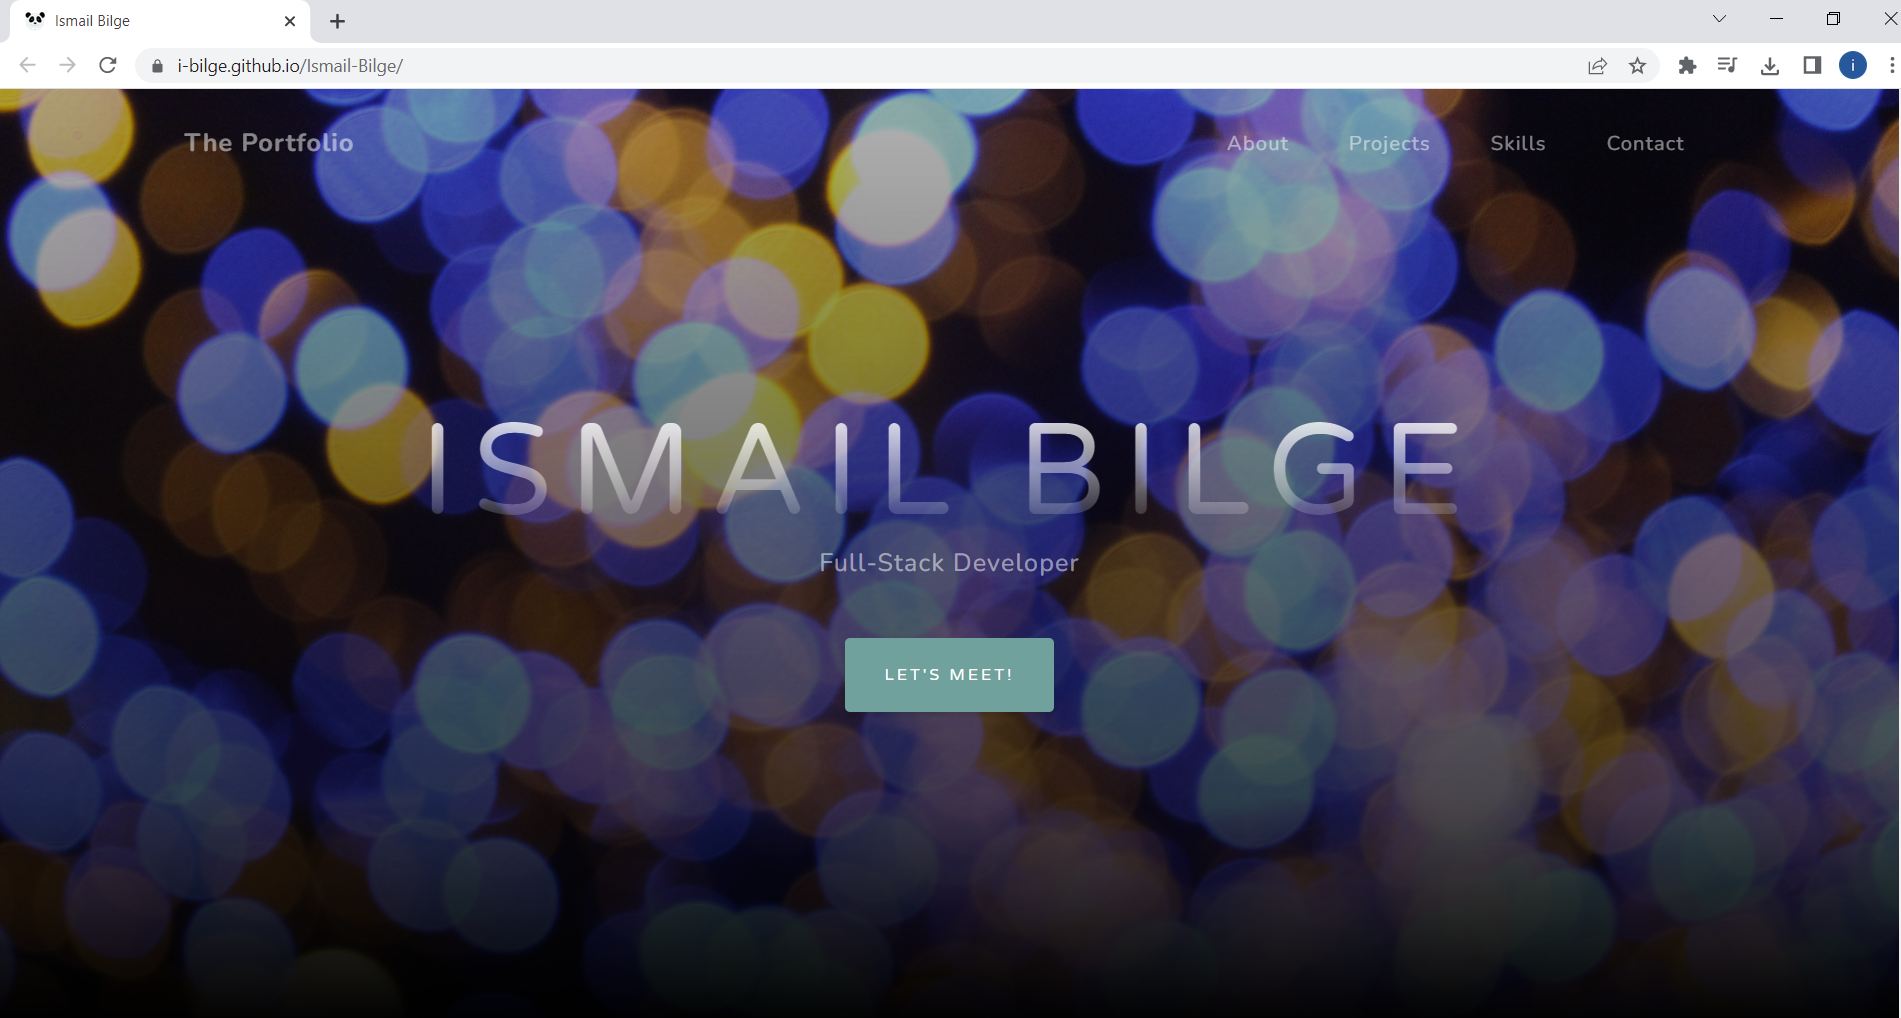 Ismail Bilge
i-bilge.github.io/Ismail-Bilge/
i
The Portfolio
About Projects Skills Contact
ISMAIL BILGE
Full-Stack Developer
LET'S MEET!